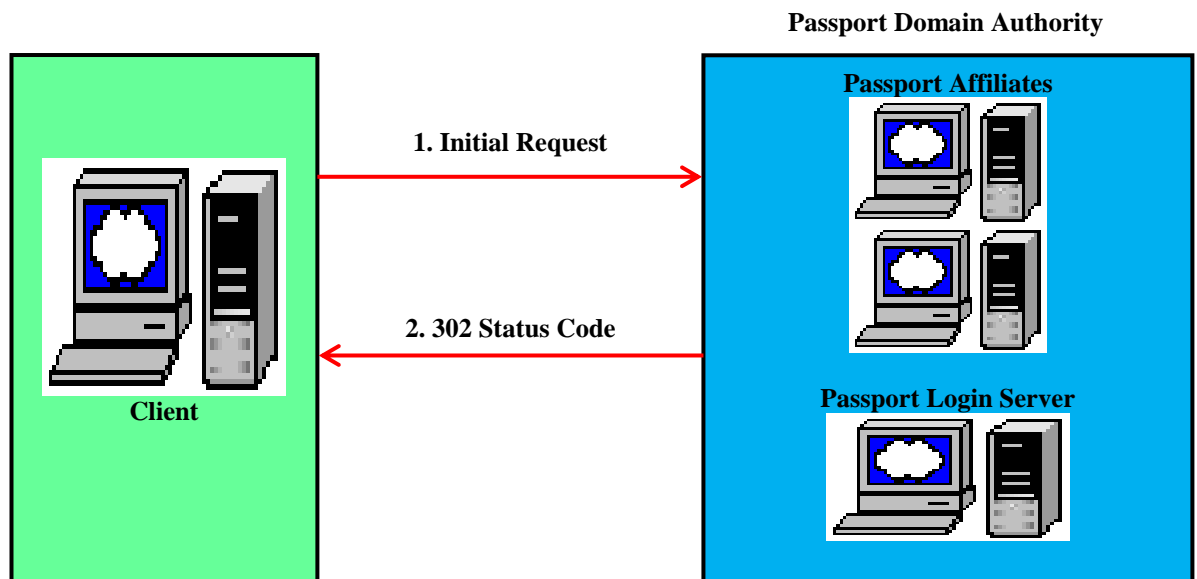 Passport Domain Authority
Passport Affiliates
1. Initial Request
2. 302 Status Code
Client
Passport Login Server